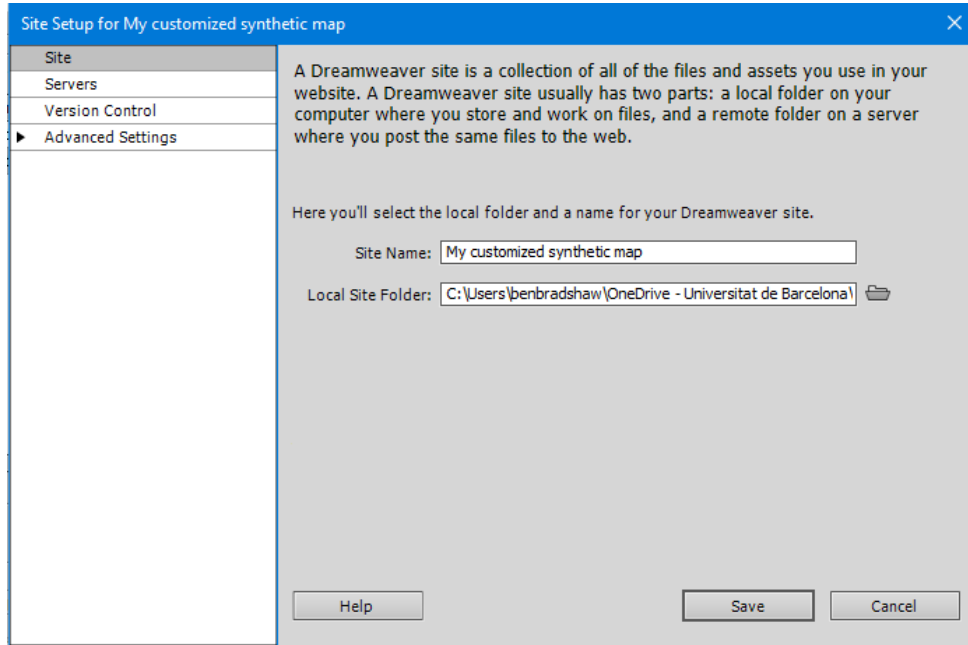 Site Setup for My customized synthetic map
Site
Servers
Version Control
Advanced Settings
A Dreamweaver site is a collection of all of the files and assets you use in your
website. A Dreamweaver site usually has two parts: a local folder on your
computer where you store and work on files, and a remote folder on a server
where you post the same files to the web.
Here you'll select the local folder and a name for your Dreamweaver site.
Site Name: My customized synthetic map
Local Site Folder: C:\Users\benbradshaw\OneDrive - Universitat de Barcelona\
Help
Save
Cancel